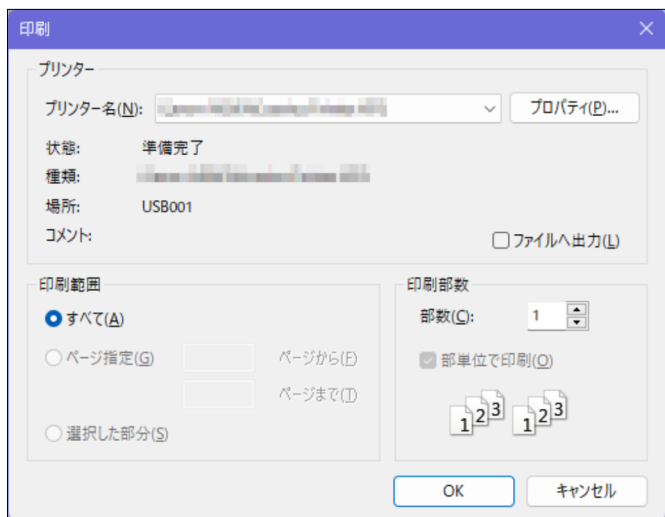 印刷
プリンター
プリンター名(N):
プロパティ(P)...
状態: 準備完了
種類:
場所: USB001
コメント:
ファイルへ出力(L)
印刷範囲
すべて(A)
ページ指定(G)
ページから(F)
ページまで(T)
選択した部分(S)
印刷部数
部数(C): 1
部単位で印刷(O)
1 2 3 1 2 3
OK
キャンセル